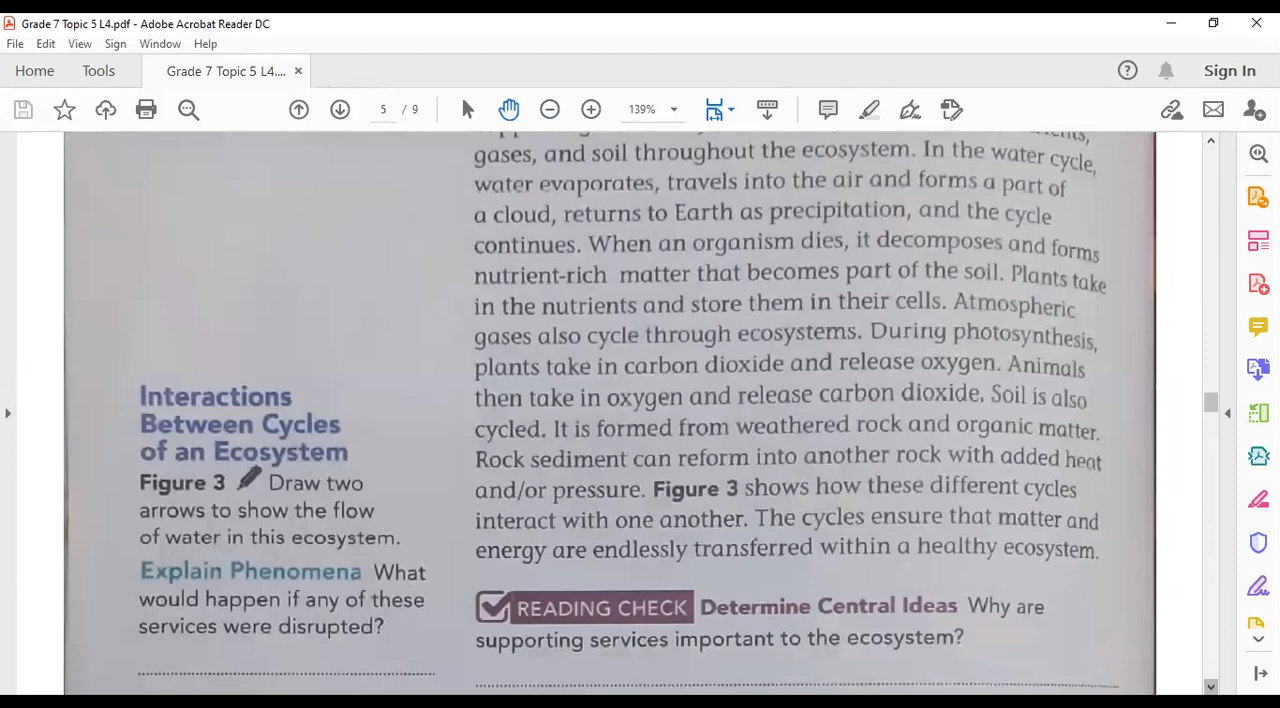 Grade 7 Topic 5 L4.pdf - Adobe Acrobat Reader DC
File Edit View Sign Window Help
Home Tools Grade 7 Topic 5 L4.... × Sign In
5 / 9 139%
gases, and soil throughout the ecosystem. In the water cycle,
water evaporates, travels into the air and forms a part of
a cloud, returns to Earth as precipitation, and the cycle
continues. When an organism dies, it decomposes and forms
nutrient-rich matter that becomes part of the soil. Plants take
in the nutrients and store them in their cells. Atmospheric
gases also cycle through ecosystems. During photosynthesis,
plants take in carbon dioxide and release oxygen. Animals
then take in oxygen and release carbon dioxide. Soil is also
cycled. It is formed from weathered rock and organic matter.
Rock sediment can reform into another rock with added heat
and/or pressure. Figure 3 shows how these different cycles
interact with one another. The cycles ensure that matter and
energy are endlessly transferred within a healthy ecosystem.
READING CHECK Determine Central Ideas Why are
supporting services important to the ecosystem?
Interactions
Between Cycles
of an Ecosystem
Figure 3 Draw two
arrows to show the flow
of water in this ecosystem.
Explain Phenomena What
would happen if any of these
services were disrupted?